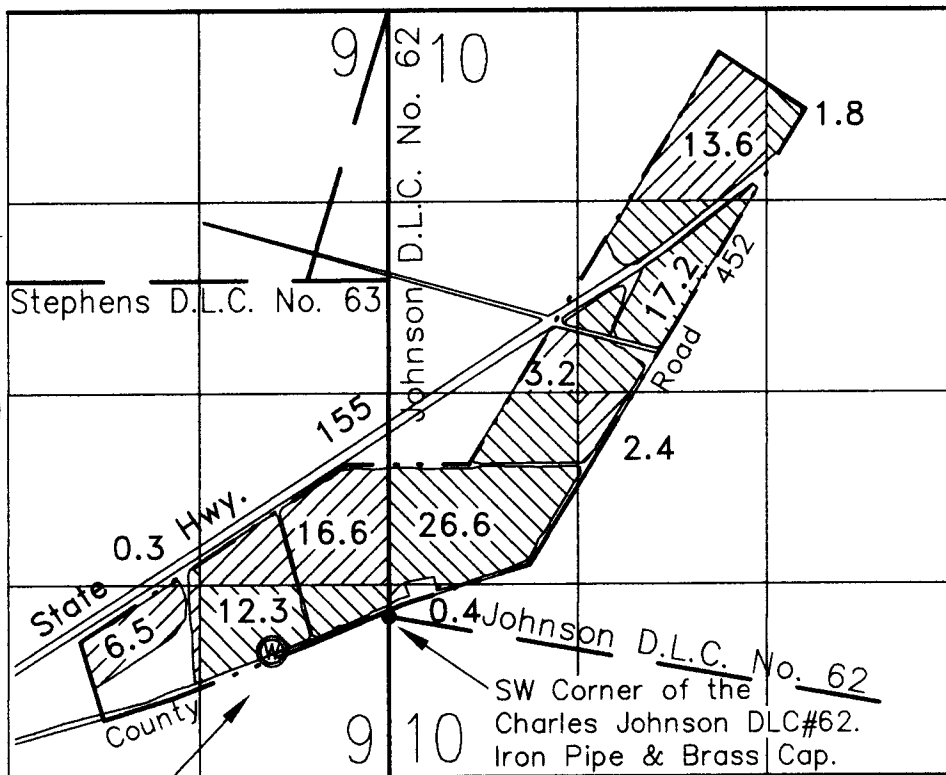 9 10
Johnson D.L.C. No. 62
1.8
13.6
Stephens D.L.C. No. 63
17.2
452
Road
3.2
155
2.4
State Hwy.
0.3
16.6
26.6
12.3
6.5
0.4
Johnson D.L.C. No. 62
W
County
SW Corner of the
Charles Johnson DLC#62.
Iron Pipe & Brass Cap.
9 10